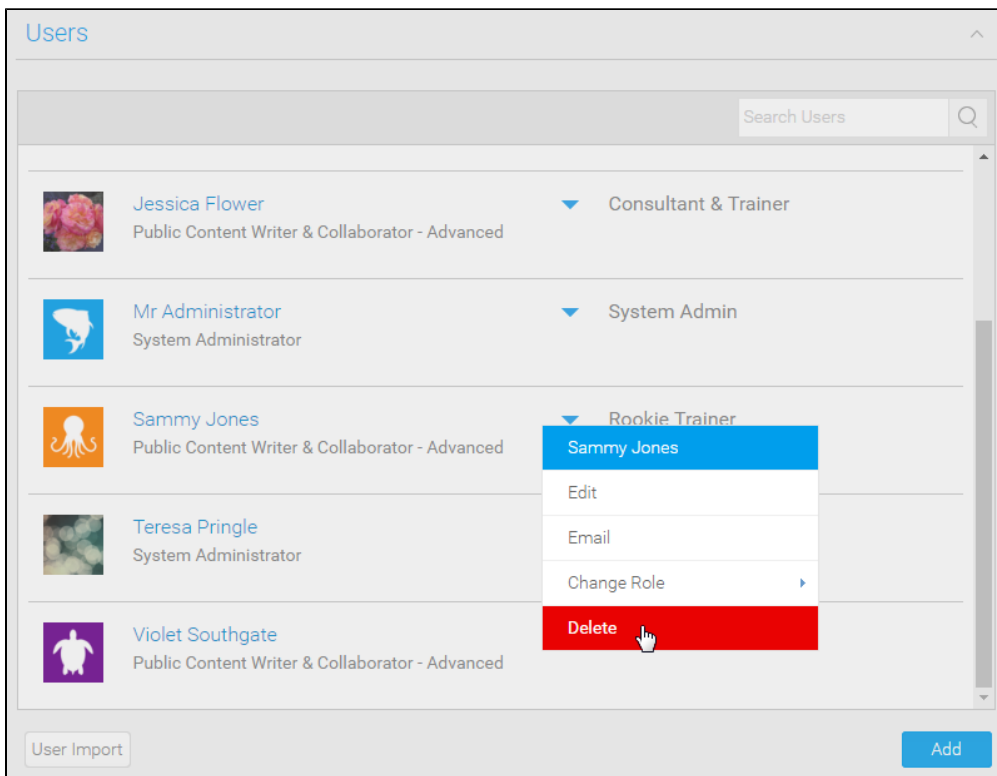 Users
Search Users
Jessica Flower
Consultant & Trainer
Public Content Writer & Collaborator - Advanced
Mr Administrator
System Admin
System Administrator
Sammy Jones
Rookie Trainer
Public Content Writer & Collaborator - Advanced
Sammy Jones
Edit
Email
Change Role
Delete
Teresa Pringle
System Administrator
Violet Southgate
Public Content Writer & Collaborator - Advanced
User Import
Add